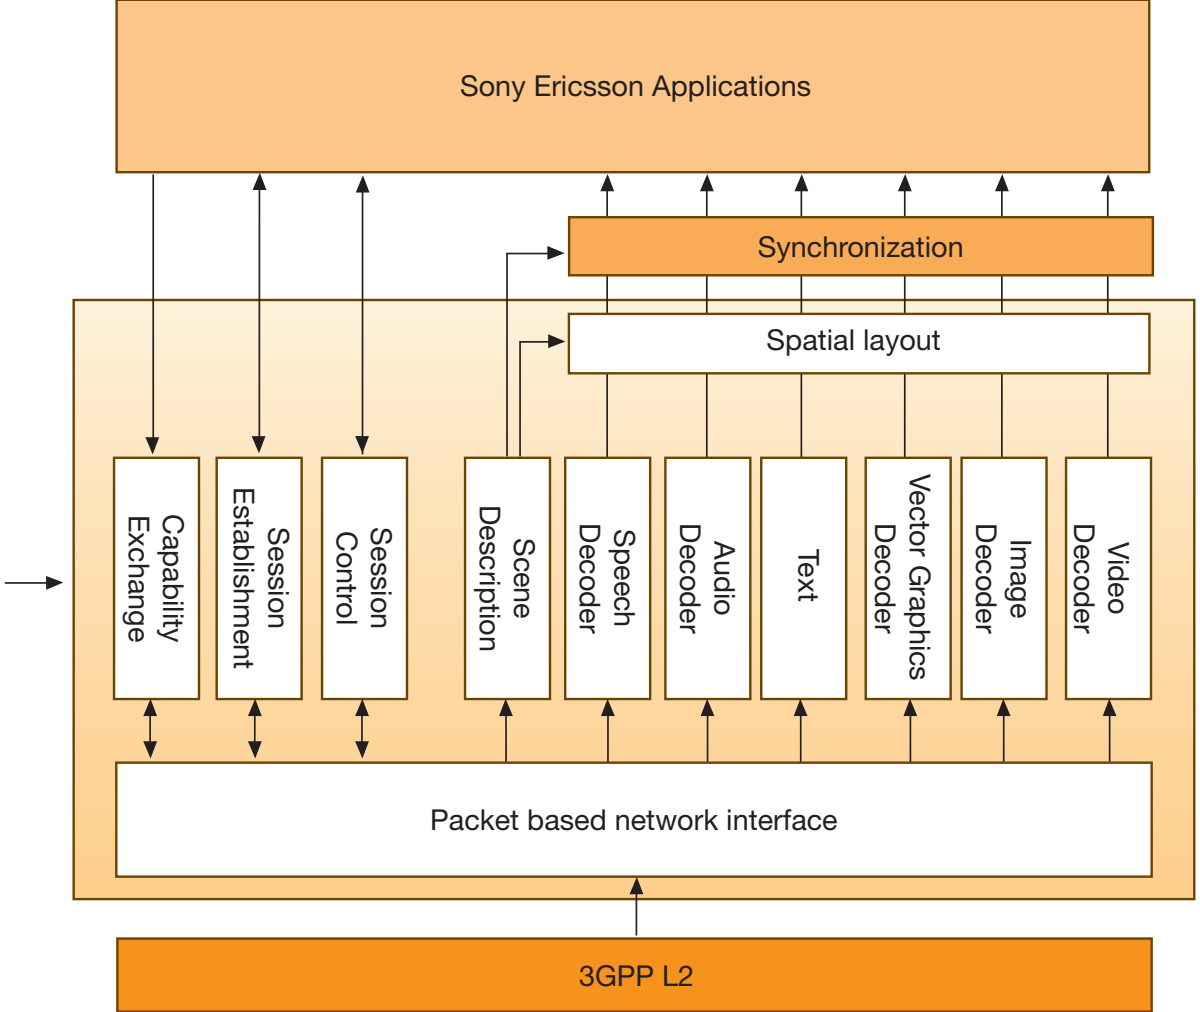 Sony Ericsson Applications
Synchronization
Spatial layout
Capability
Exchange
Session
Establishment
Session
Control
Scene
Description
Speech
Decoder
Audio
Decoder
Text
Vector Graphics
Decoder
Image
Decoder
Video
Decoder
Packet based network interface
3GPP L2